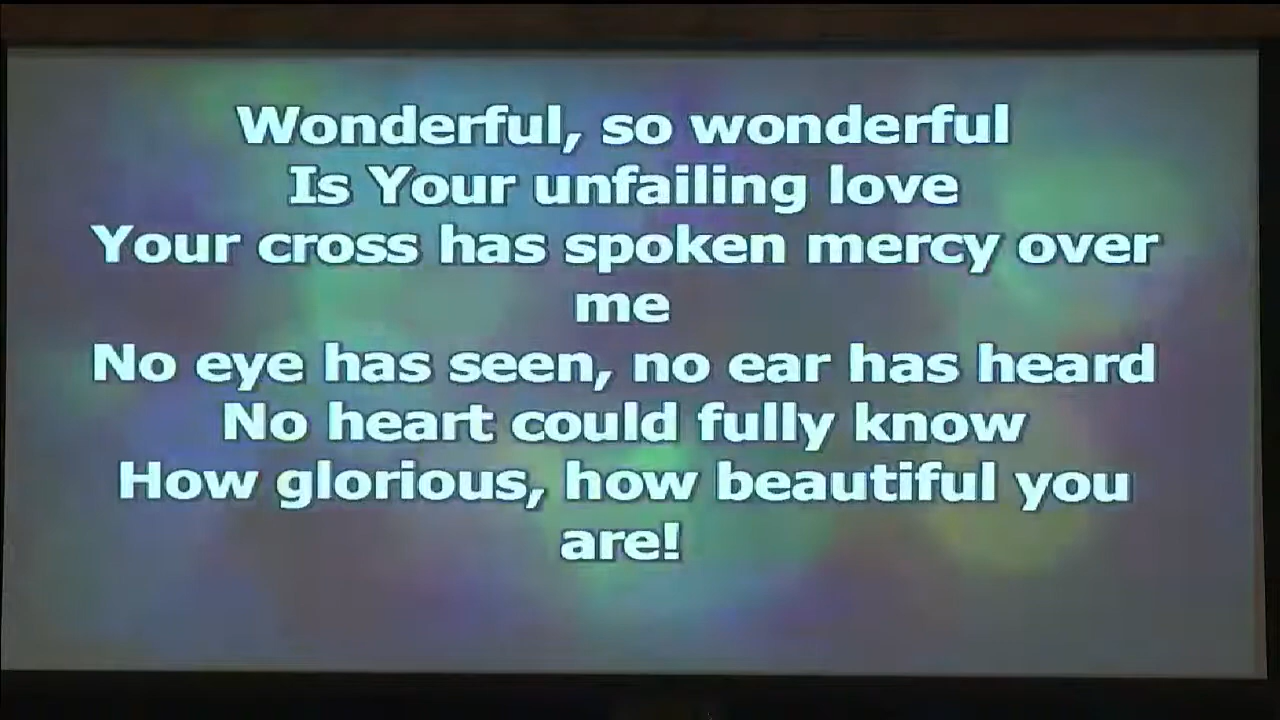 Wonderful, so wonderful
Is Your unfailing love
Your cross has spoken mercy over
me
No eye has seen, no ear has heard
No heart could fully know
How glorious, how beautiful you
are!